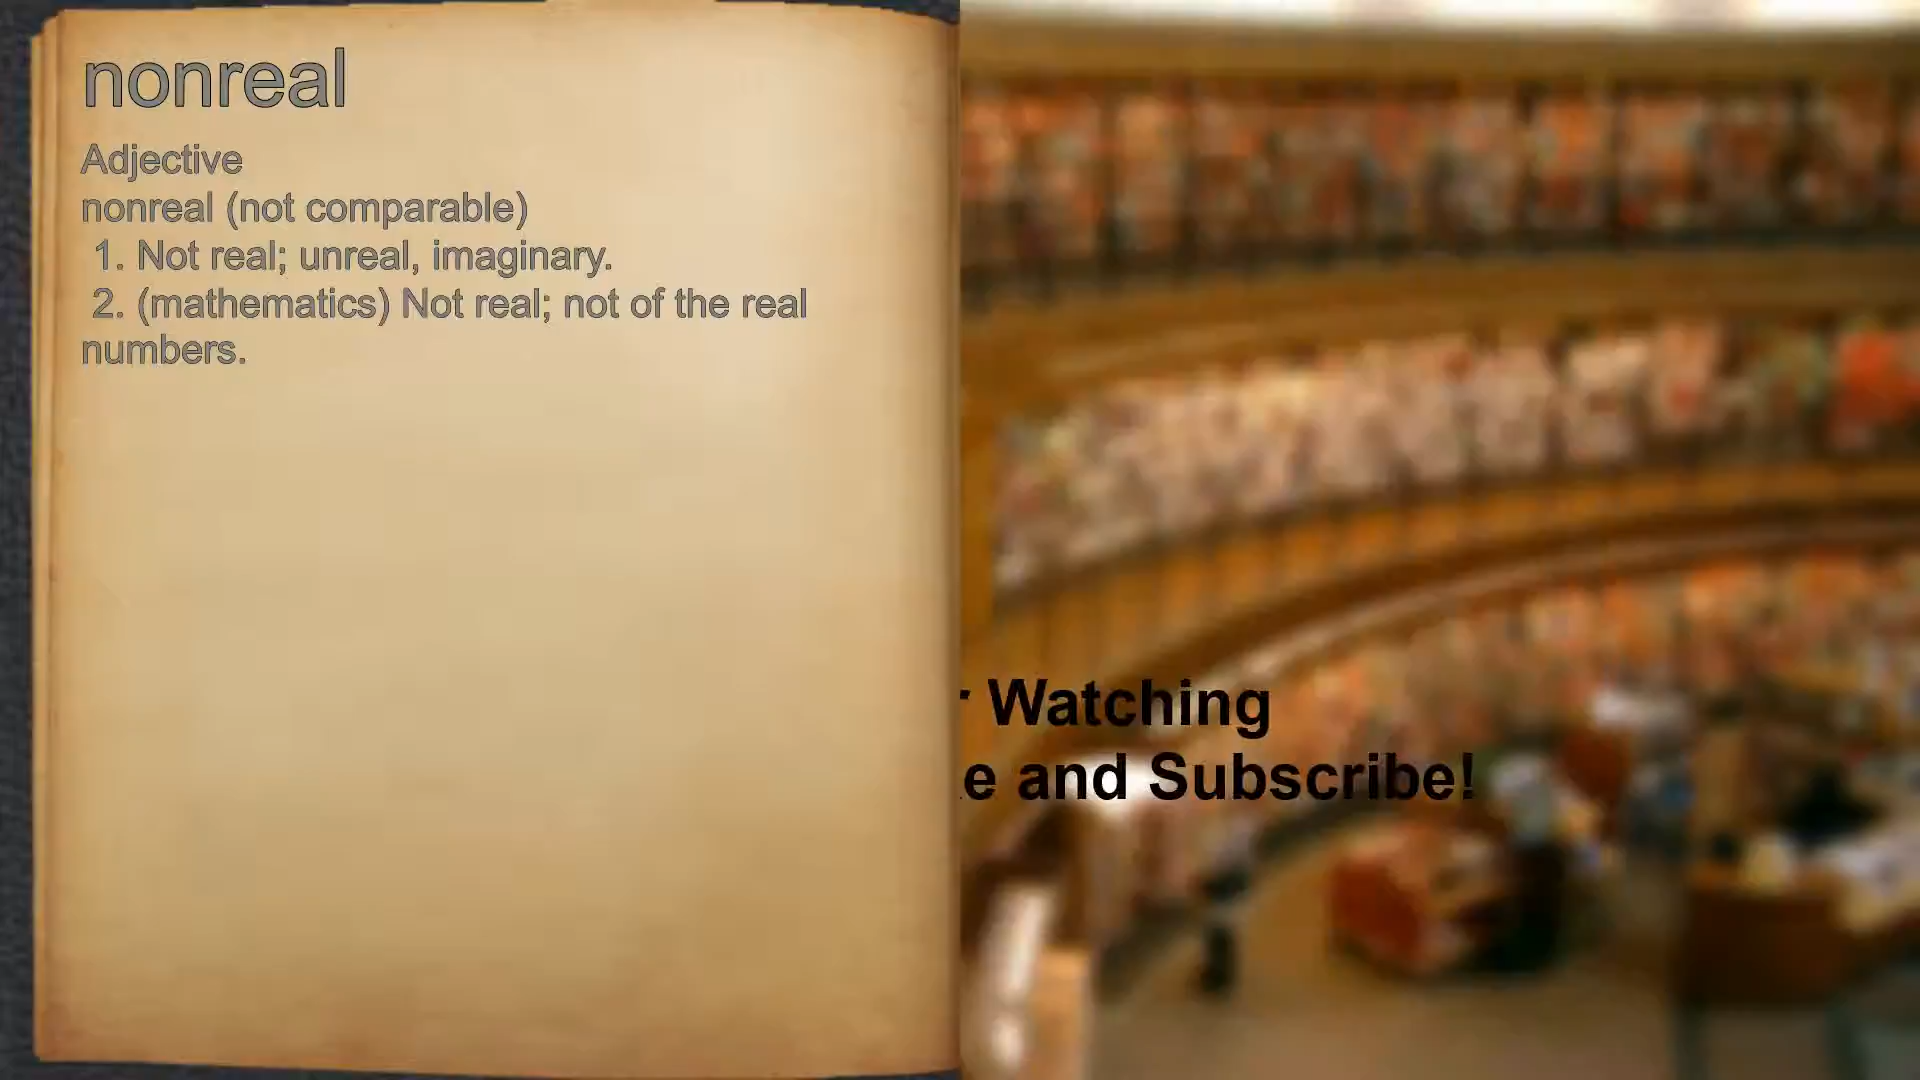 nonreal
Adjective
nonreal (not comparable)
1. Not real; unreal, imaginary.
2. (mathematics) Not real; not of the real
numbers.
Watching
and Subscribe!